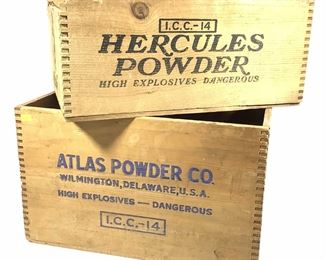 I.C.C.-14
HERCULES
POWDER
HIGH EXPLOSIVES DANGEROUS
ATLAS POWDER CO.
WILMINGTON, DELAWARE, U.S.A.
HIGH EXPLOSIVES — DANGEROUS
I.C.C.-14